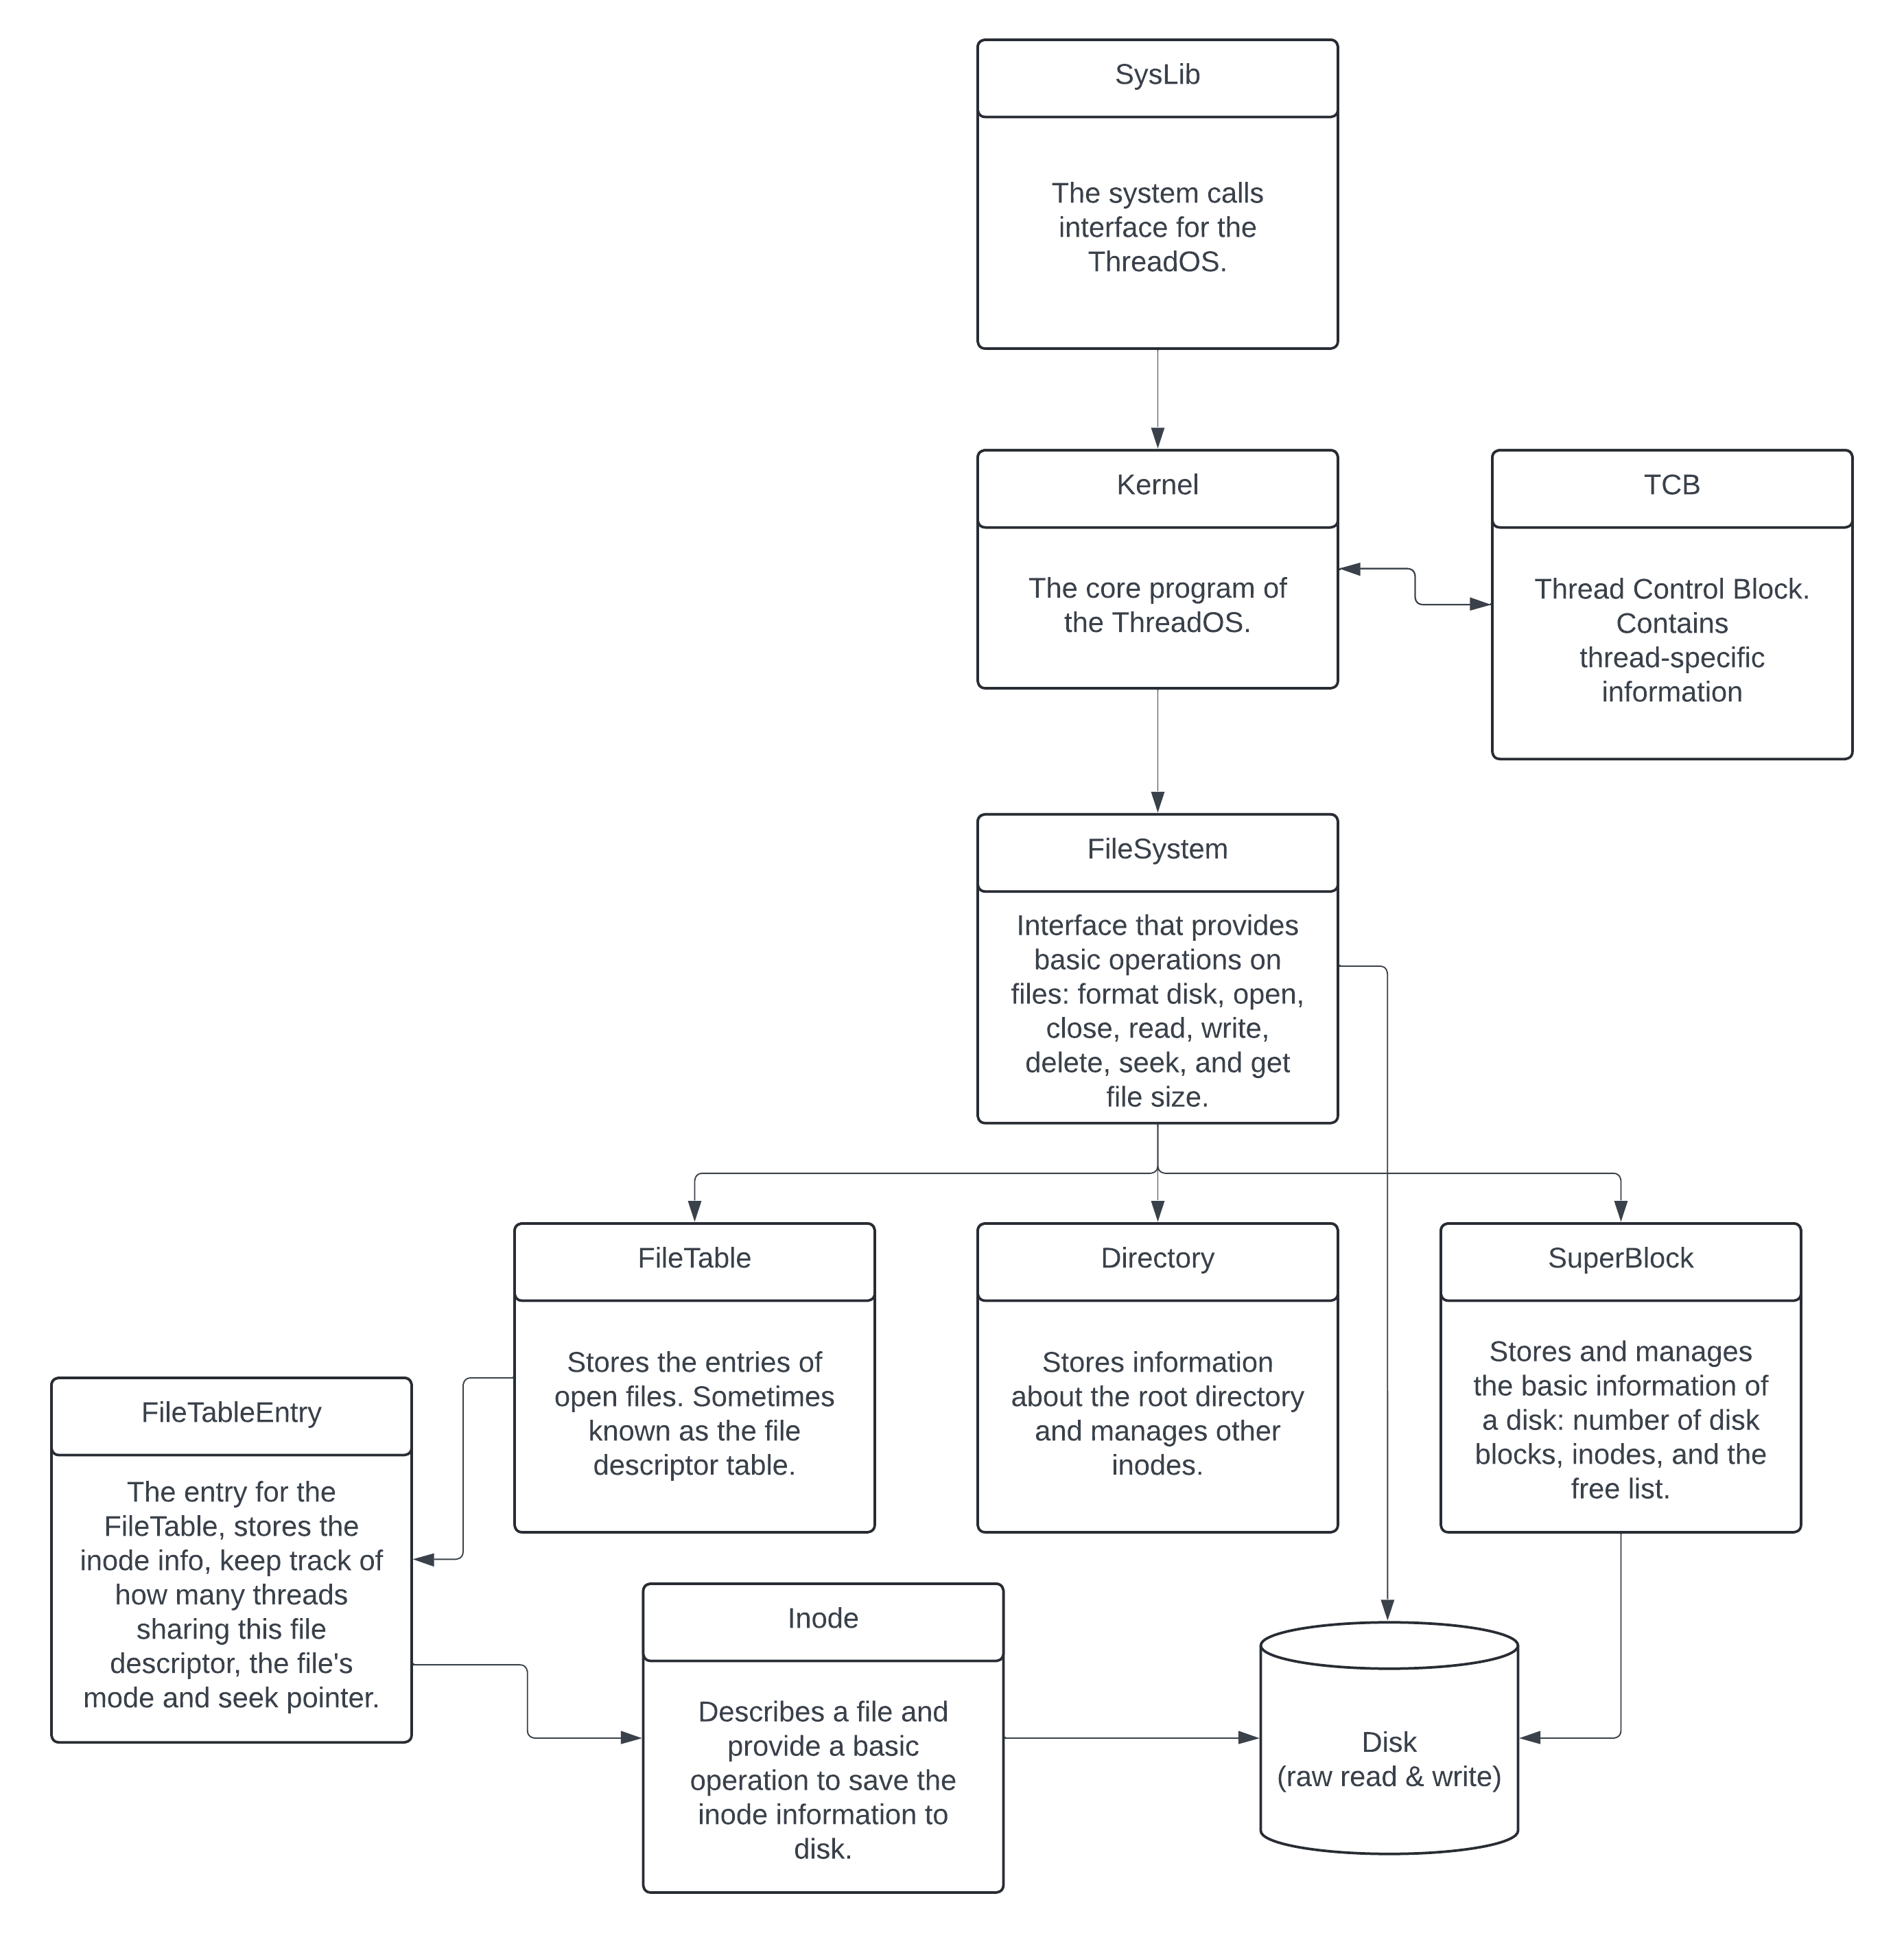 SysLib
The system calls
interface for the
ThreadOS.
Kernel
The core program of
the ThreadOS.
TCB
Thread Control Block.
Contains
thread-specific
information
FileSystem
Interface that provides
basic operations on
files: format disk, open,
close, read, write,
delete, seek, and get
file size.
FileTable
Stores the entries of
open files. Sometimes
known as the file
descriptor table.
Directory
Stores information
about the root directory
and manages other
inodes.
SuperBlock
Stores and manages
the basic information of
a disk: number of disk
blocks, inodes, and the
free list.
FileTableEntry
The entry for the
FileTable, stores the
inode info, keep track of
how many threads
sharing this file
descriptor, the file's
mode and seek pointer.
Inode
Describes a file and
provide a basic
operation to save the
inode information to
disk.
Disk
(raw read & write)